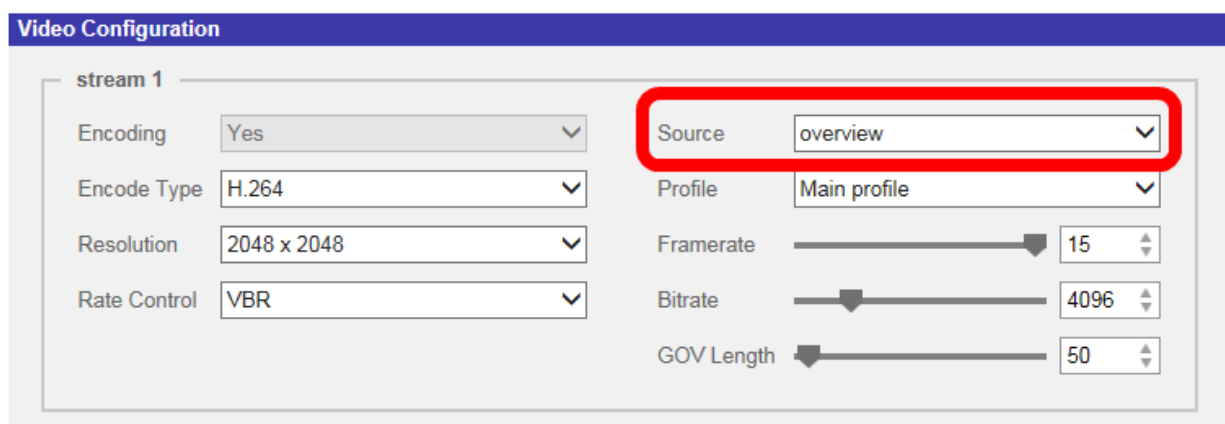 Video Configuration
stream 1
Encoding Yes Source overview
Encode Type H.264 Profile Main profile
Resolution 2048 x 2048 Framerate 15
Rate Control VBR Bitrate 4096
GOV Length 50